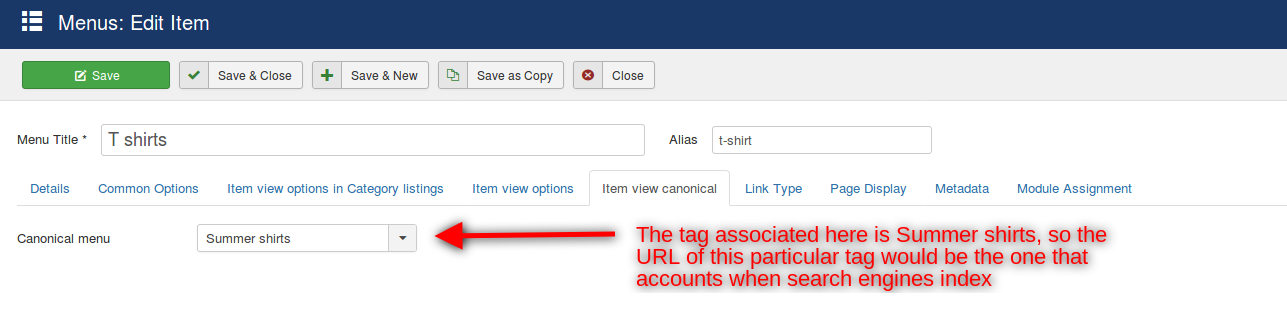 Menus: Edit Item
Save
Save & Close
Save & New
Save as Copy
Close
Menu Title *
T shirts
Alias
t-shirt
Details
Common Options
Item view options in Category listings
Item view options
Item view canonical
Link Type
Page Display
Metadata
Module Assignment
Canonical menu
Summer shirts
The tag associated here is Summer shirts, so the
URL of this particular tag would be the one that
accounts when search engines index